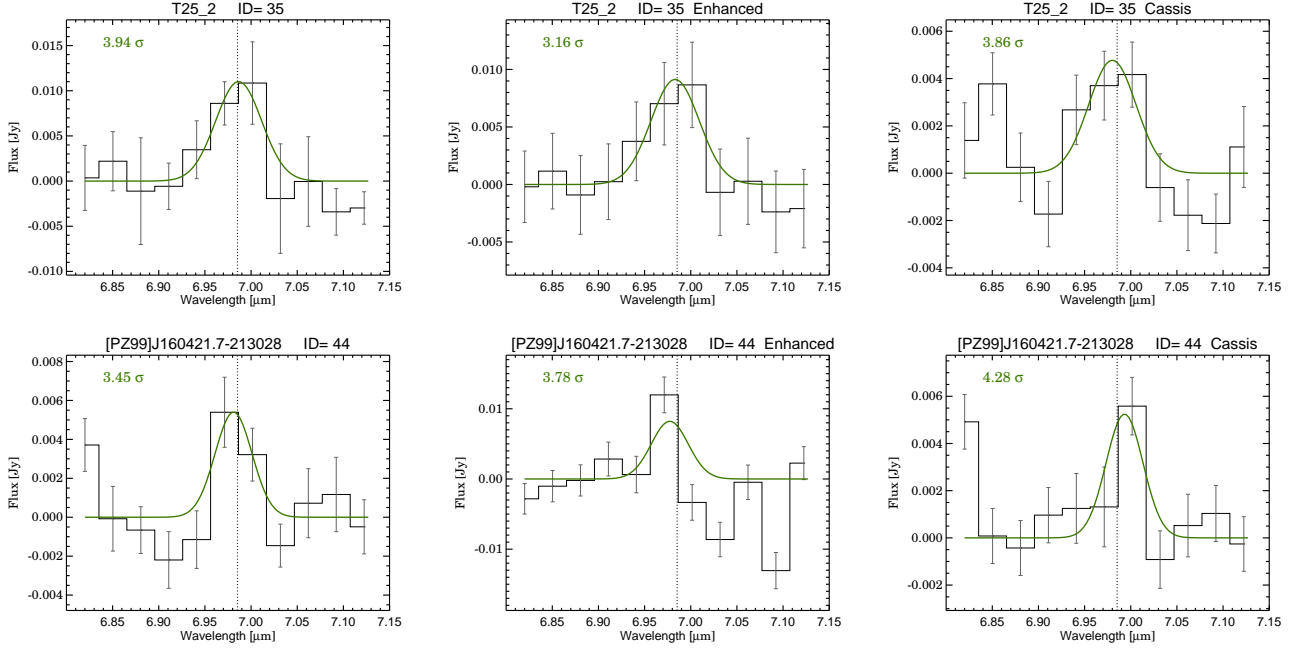 T25_2 ID= 35
3.94 σ
Flux [Jy]
0.015
0.010
0.005
0.000
-0.005
-0.010
6.85 6.90 6.95 7.00 7.05 7.10 7.15
Wavelength [μm]
T25_2 ID= 35 Enhanced
3.16 σ
Flux [Jy]
0.010
0.005
0.000
-0.005
6.85 6.90 6.95 7.00 7.05 7.10 7.15
Wavelength [μm]
T25_2 ID= 35 Cassis
3.86 σ
Flux [Jy]
0.006
0.004
0.002
0.000
-0.002
-0.004
6.85 6.90 6.95 7.00 7.05 7.10 7.15
Wavelength [μm]
[PZ99]J160421.7-213028 ID= 44
3.45 σ
Flux [Jy]
0.008
0.006
0.004
0.002
0.000
-0.002
-0.004
6.85 6.90 6.95 7.00 7.05 7.10 7.15
Wavelength [μm]
[PZ99]J160421.7-213028 ID= 44 Enhanced
3.78 σ
Flux [Jy]
0.01
0.00
-0.01
6.85 6.90 6.95 7.00 7.05 7.10 7.15
Wavelength [μm]
[PZ99]J160421.7-213028 ID= 44 Cassis
4.28 σ
Flux [Jy]
0.006
0.004
0.002
0.000
-0.002
6.85 6.90 6.95 7.00 7.05 7.10 7.15
Wavelength [μm]